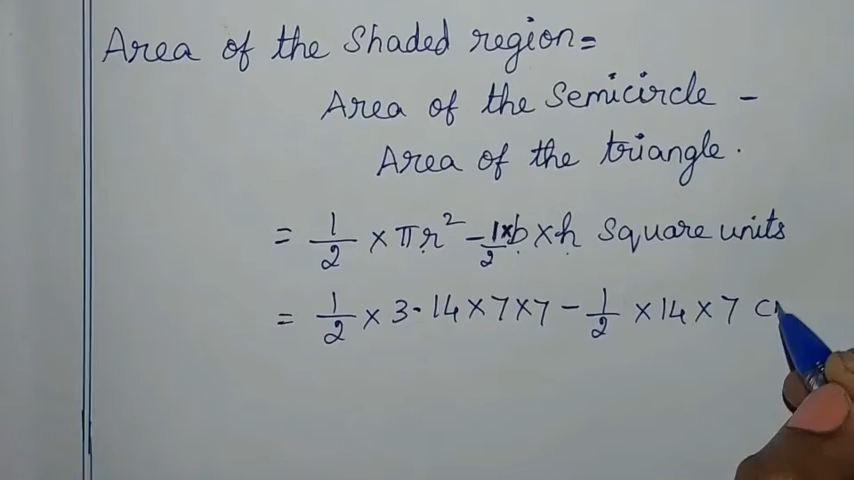 Area of the Shaded region=
Area of the Semicircle -
Area of the triangle.
= 1/2 × πr² - 1/2 × b × h Square units
= 1/2 × 3·14 × 7 × 7 - 1/2 × 14 × 7 c